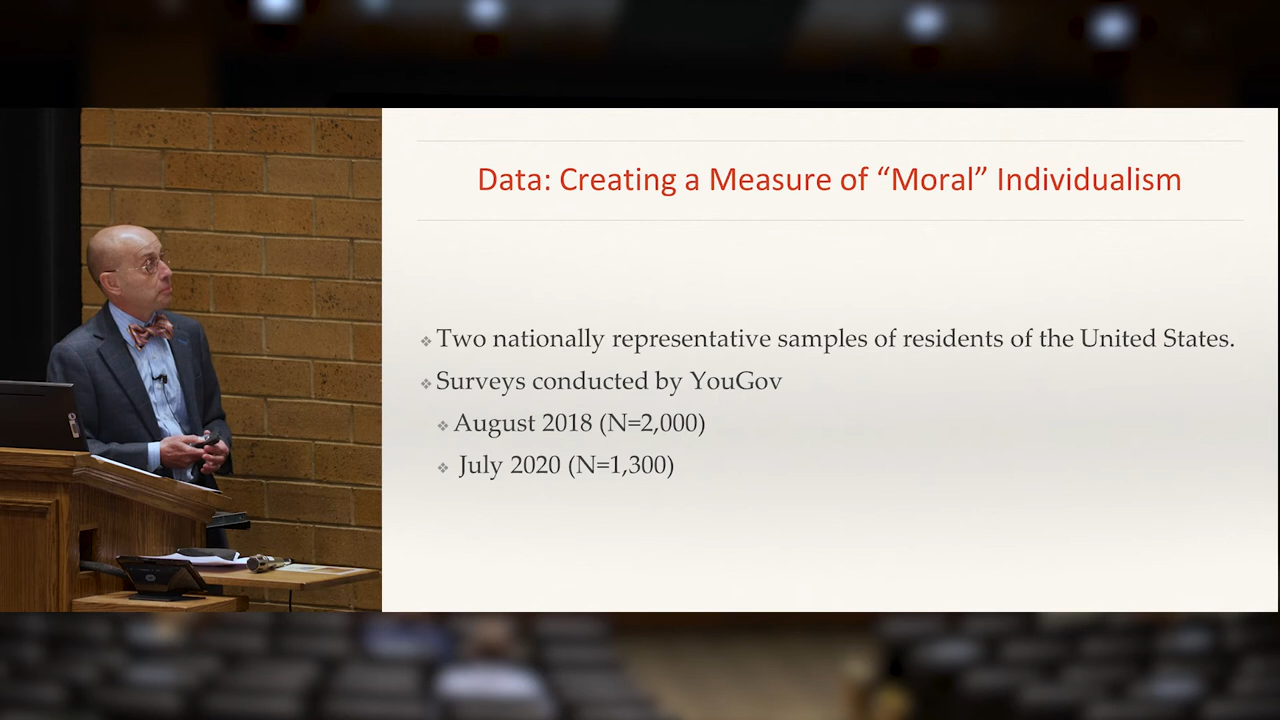 Data: Creating a Measure of “Moral” Individualism
Two nationally representative samples of residents of the United States.
Surveys conducted by YouGov
August 2018 (N=2,000)
July 2020 (N=1,300)